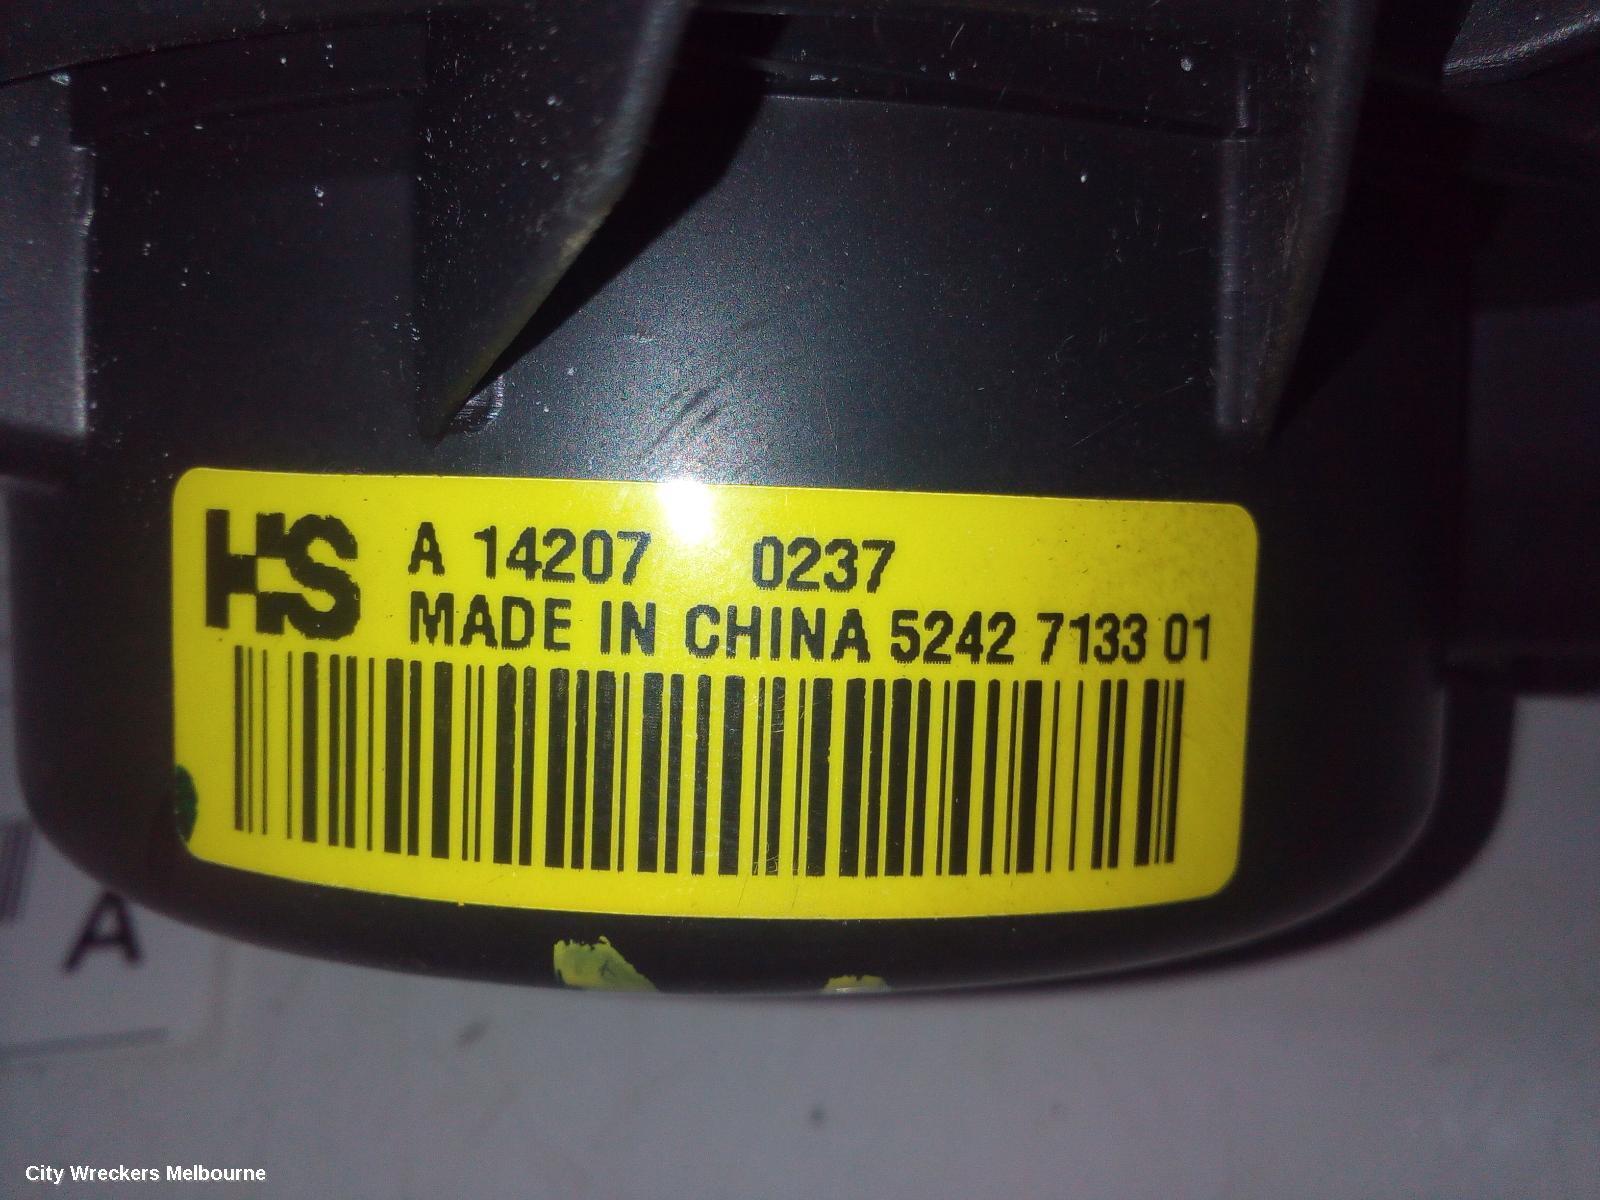 HS A 14207 0237
MADE IN CHINA 5242 7133 01
A
City Wreckers Melbourne